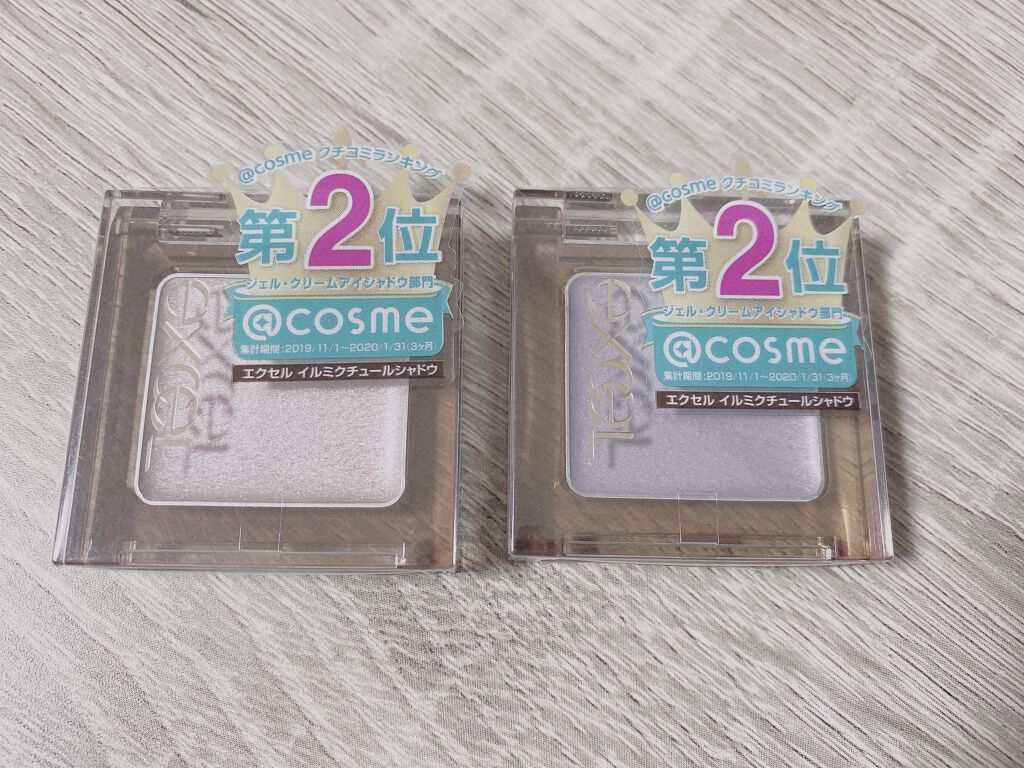 @cosme クチコミランキング
第2位
ジェル・クリームアイシャドウ部門
@cosme
集計期間:2019/11/1〜2020/1/31(3ヶ月)
エクセル イルミクチュールシャドウ
excel
@cosme クチコミランキング
第2位
ジェル・クリームアイシャドウ部門
@cosme
集計期間:2019/11/1〜2020/1/31(3ヶ月)
エクセル イルミクチュールシャドウ
excel